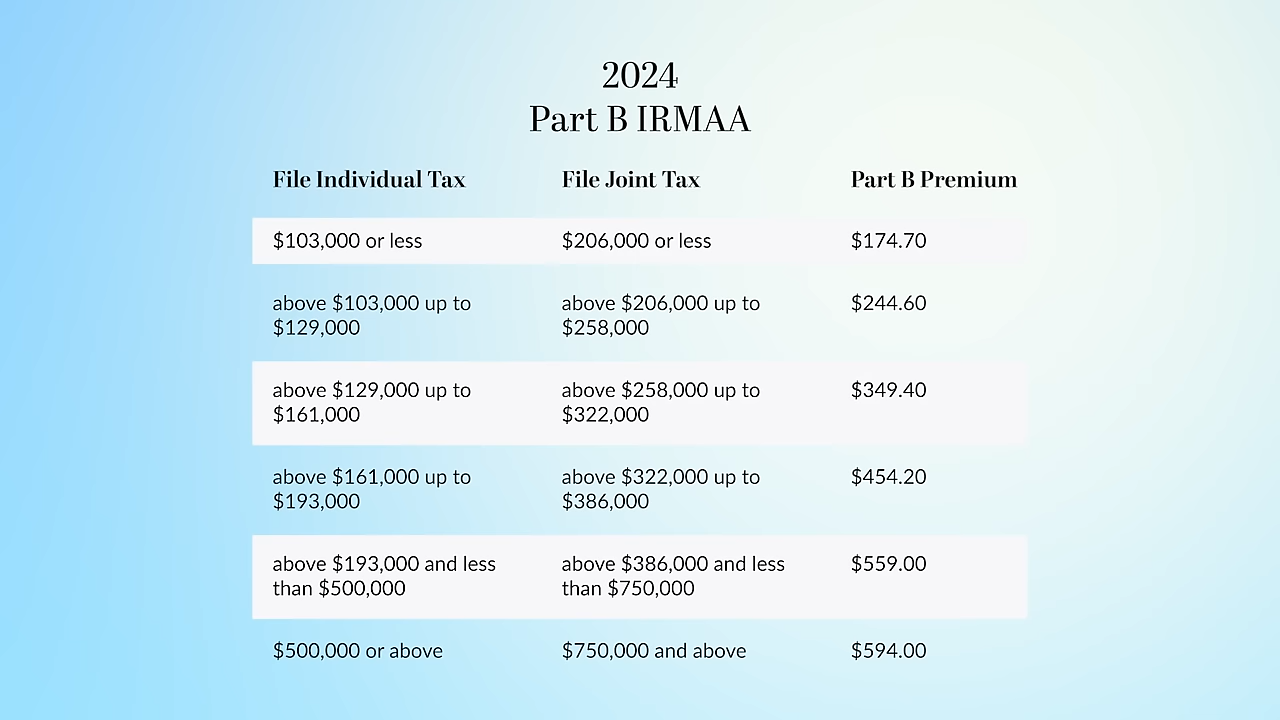 2024
Part B IRMAA
File Individual Tax
File Joint Tax
Part B Premium
$103,000 or less
$206,000 or less
$174.70
above $103,000 up to
$129,000
above $206,000 up to
$258,000
$244.60
above $129,000 up to
$161,000
above $258,000 up to
$322,000
$349.40
above $161,000 up to
$193,000
above $322,000 up to
$386,000
$454.20
above $193,000 and less
than $500,000
above $386,000 and less
than $750,000
$559.00
$500,000 or above
$750,000 and above
$594.00